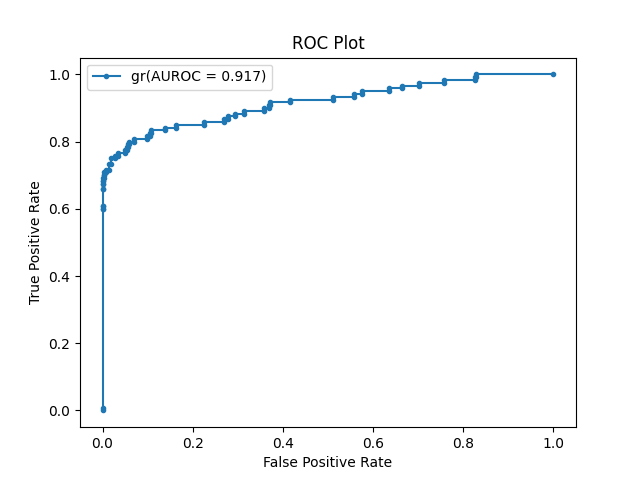 ROC Plot
gr(AUROC = 0.917)
1.0
0.8
0.6
0.4
0.2
0.0
True Positive Rate
0.0 0.2 0.4 0.6 0.8 1.0
False Positive Rate